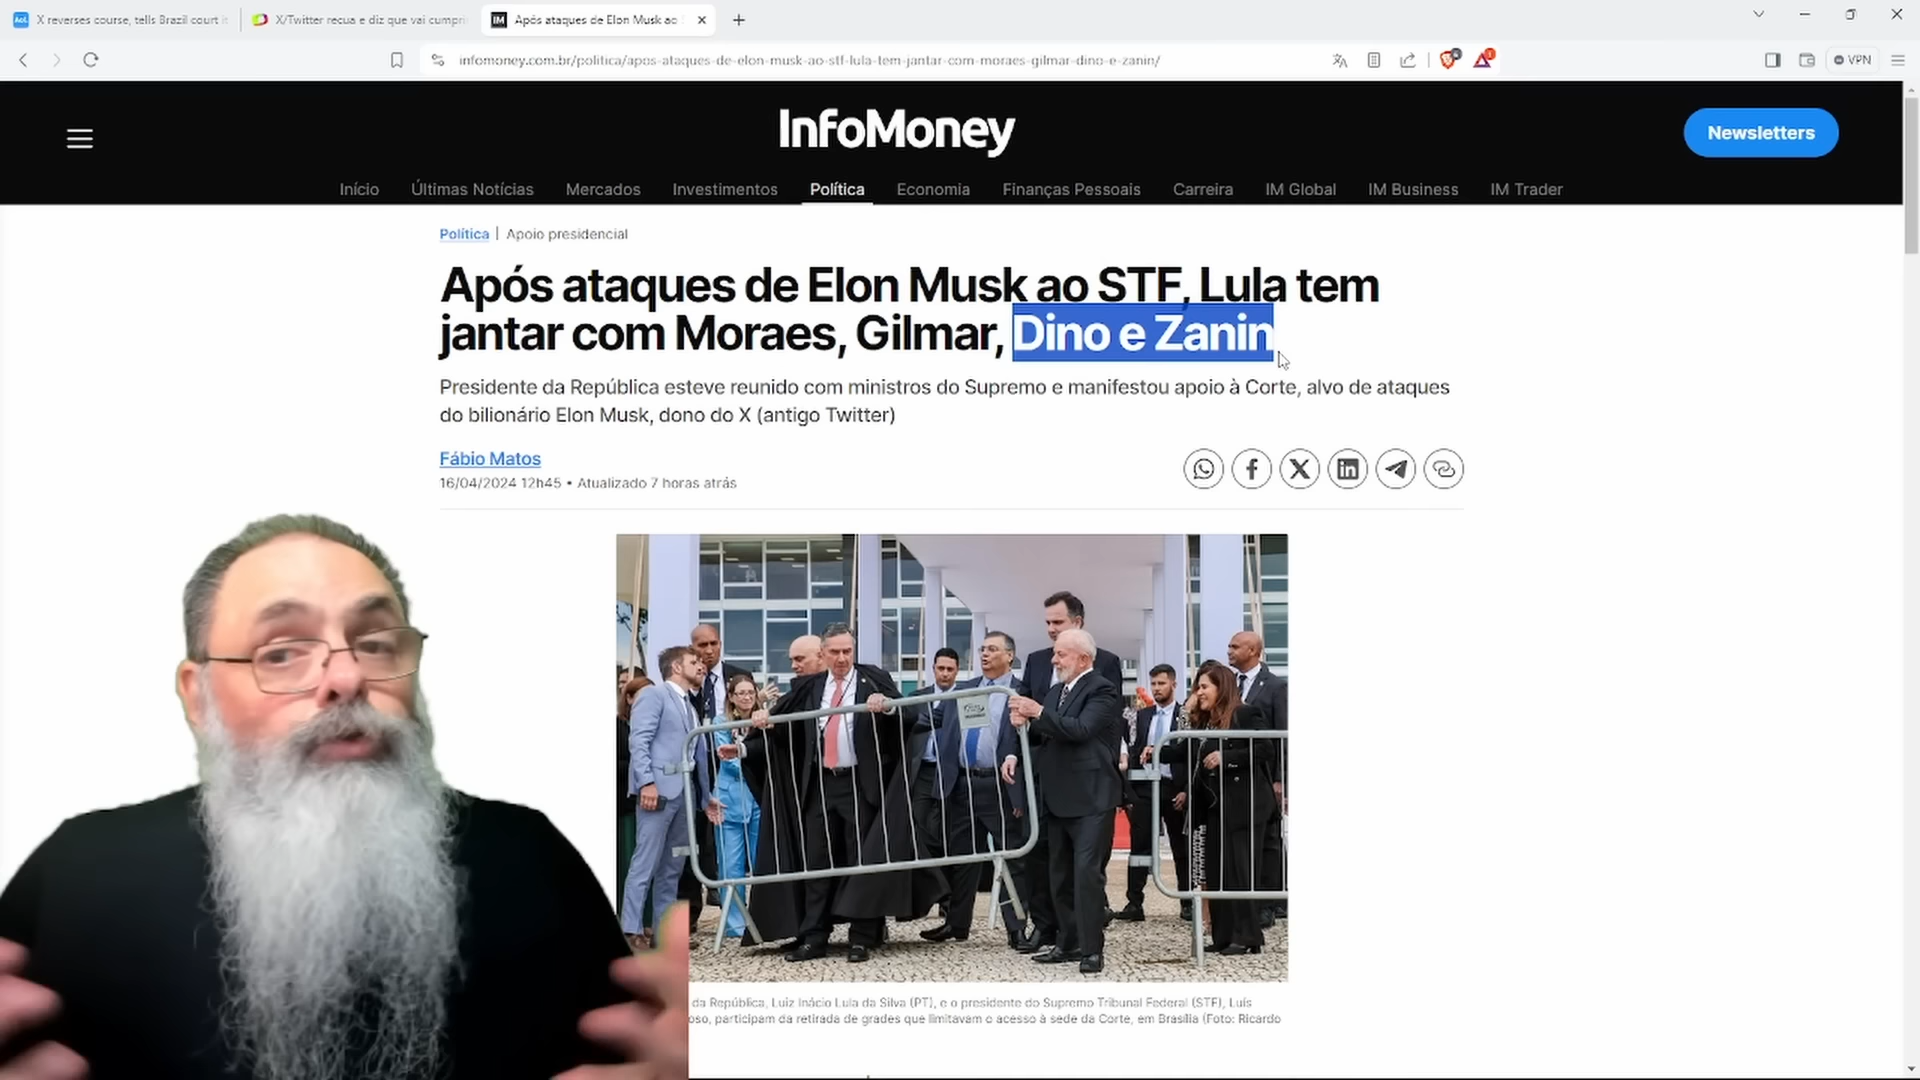 X reverses course, tells Brazil court it
X/Twitter recua e diz que vai cumpri
Após ataques de Elon Musk ao
infomoney.com.br/politica/apos-ataques-de-elon-musk-ao-stf-lula-tem-jantar-com-moraes-gilmar-dino-e-zanin/
VPN
InfoMoney
Newsletters
Início Últimas Notícias Mercados Investimentos Política Economia Finanças Pessoais Carreira IM Global IM Business IM Trader
Política | Apoio presidencial
Após ataques de Elon Musk ao STF, Lula tem
jantar com Moraes, Gilmar, Dino e Zanin
Presidente da República esteve reunido com ministros do Supremo e manifestou apoio à Corte, alvo de ataques
do bilionário Elon Musk, dono do X (antigo Twitter)
Fábio Matos
16/04/2024 12h45 • Atualizado 7 horas atrás
da República, Luiz Inácio Lula da Silva (PT), e o presidente do Supremo Tribunal Federal (STF), Luís
oso, participam da retirada de grades que limitavam o acesso à sede da Corte, em Brasília (Foto: Ricardo